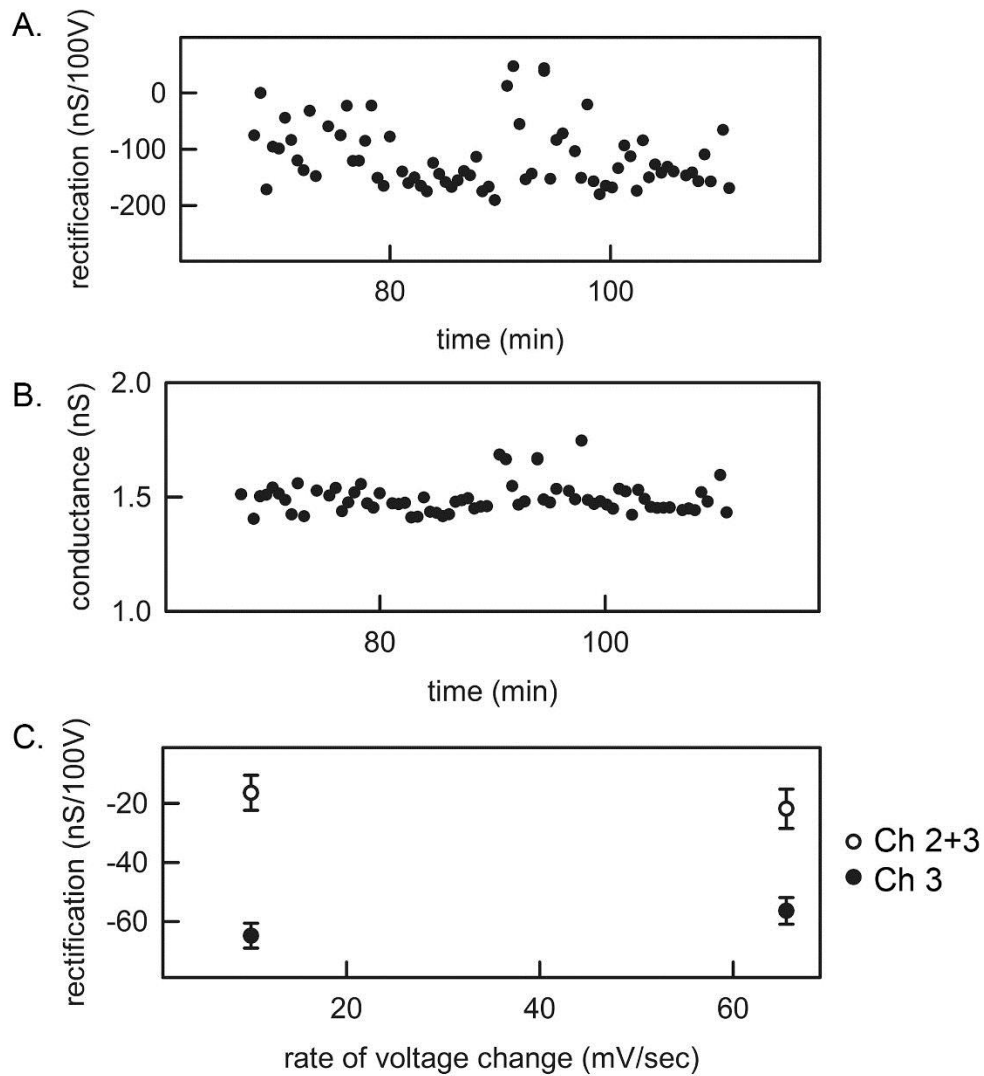 A.
rectification (nS/100V)
0
-100
-200
80
100
time (min)
B.
conductance (nS)
2.0
1.5
1.0
80
100
time (min)
C.
rectification (nS/100V)
-20
-40
-60
20
40
60
rate of voltage change (mV/sec)
Ch 2+3
Ch 3